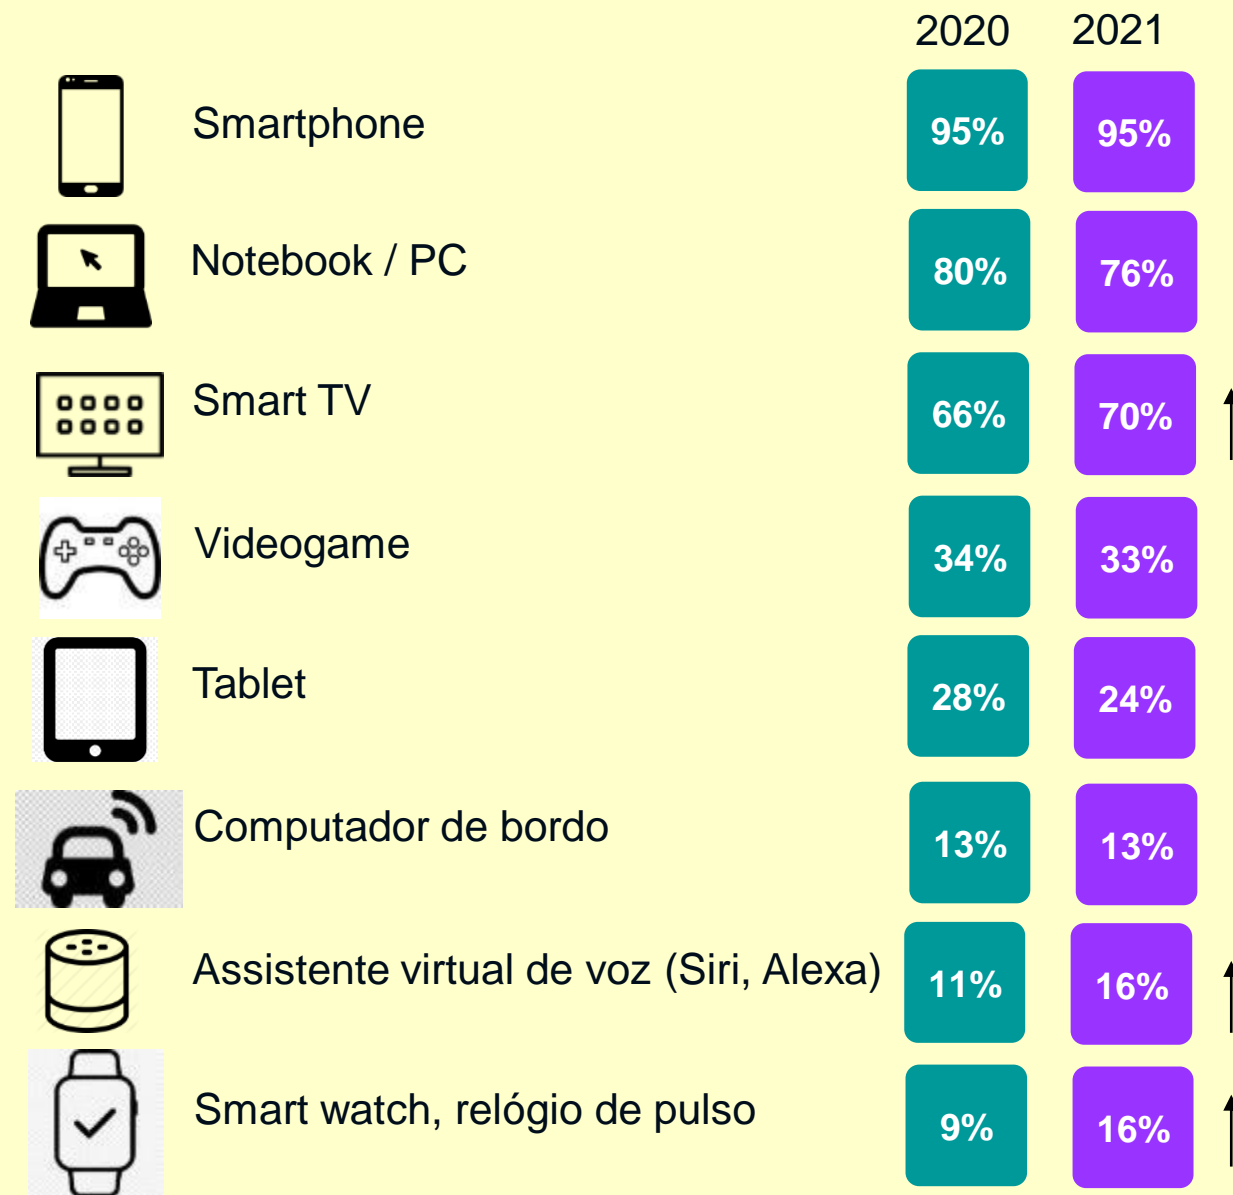 2020 2021
Smartphone 95% 95%
Notebook / PC 80% 76%
Smart TV 66% 70%
Videogame 34% 33%
Tablet 28% 24%
Computador de bordo 13% 13%
Assistente virtual de voz (Siri, Alexa) 11% 16%
Smart watch, relógio de pulso 9% 16%